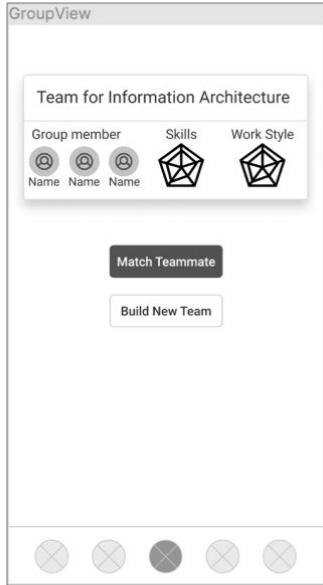 GroupView
Team for Information Architecture
Group member Skills Work Style
Name Name Name
Match Teammate
Build New Team